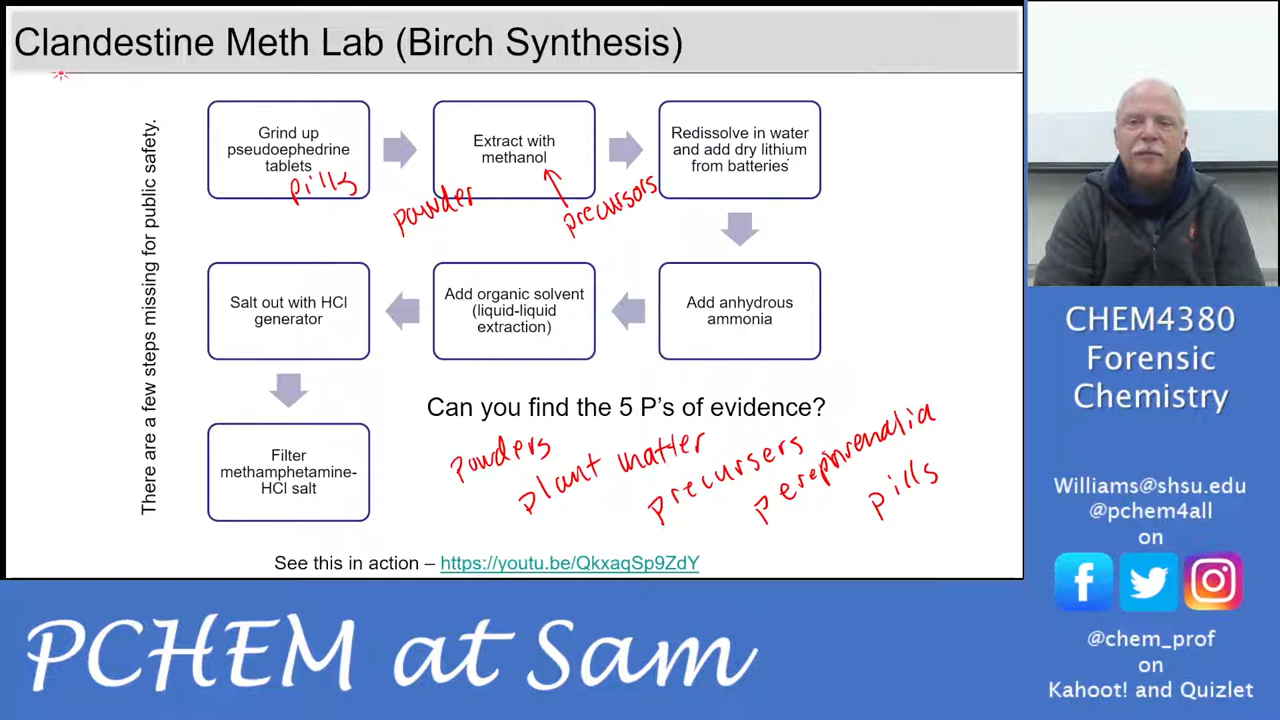 Clandestine Meth Lab (Birch Synthesis)
There are a few steps missing for public safety.
Grind up
pseudoephedrine
tablets
pills
powder
Extract with
methanol
precursors
Redissolve in water
and add dry lithium
from batteries
Add anhydrous
ammonia
Add organic solvent
(liquid-liquid
extraction)
Salt out with HCl
generator
Filter
methamphetamine-
HCl salt
Can you find the 5 P's of evidence?
powders
plant matter
precursers
perephrenalia
pills
See this in action – https://youtu.be/QkxaqSp9ZdY
CHEM4380
Forensic
Chemistry
Williams@shsu.edu
@pchem4all
on
@chem_prof
on
Kahoot! and Quizlet
PCHEM at Sam